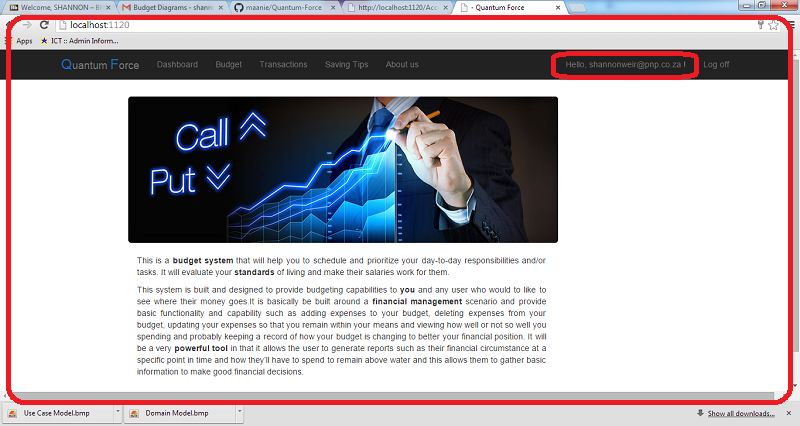 Welcome, SHANNON – Bl
Budget Diagrams - shann
maanie/Quantum-Force
http://localhost:1120/Acc
- Quantum Force
localhost:1120
Apps ICT :: Admin Inform...
Quantum Force Dashboard Budget Transactions Saving Tips About us Hello, shannonweir@pnp.co.za ! Log off
Call
Put
This is a budget system that will help you to schedule and prioritize your day-to-day responsibilities and/or
tasks. It will evaluate your standards of living and make their salaries work for them.
This system is built and designed to provide budgeting capabilities to you and any user who would like to
see where their money goes.It is basically be built around a financial management scenario and provide
basic functionality and capability such as adding expenses to your budget, deleting expenses from your
budget, updating your expenses so that you remain within your means and viewing how well or not so well you
spending and probably keeping a record of how your budget is changing to better your financial position. It will
be a very powerful tool in that it allows the user to generate reports such as their financial circumstance at a
specific point in time and how they'll have to spend to remain above water and this allows them to gather basic
information to make good financial decisions.
Use Case Model.bmp Domain Model.bmp Show all downloads...